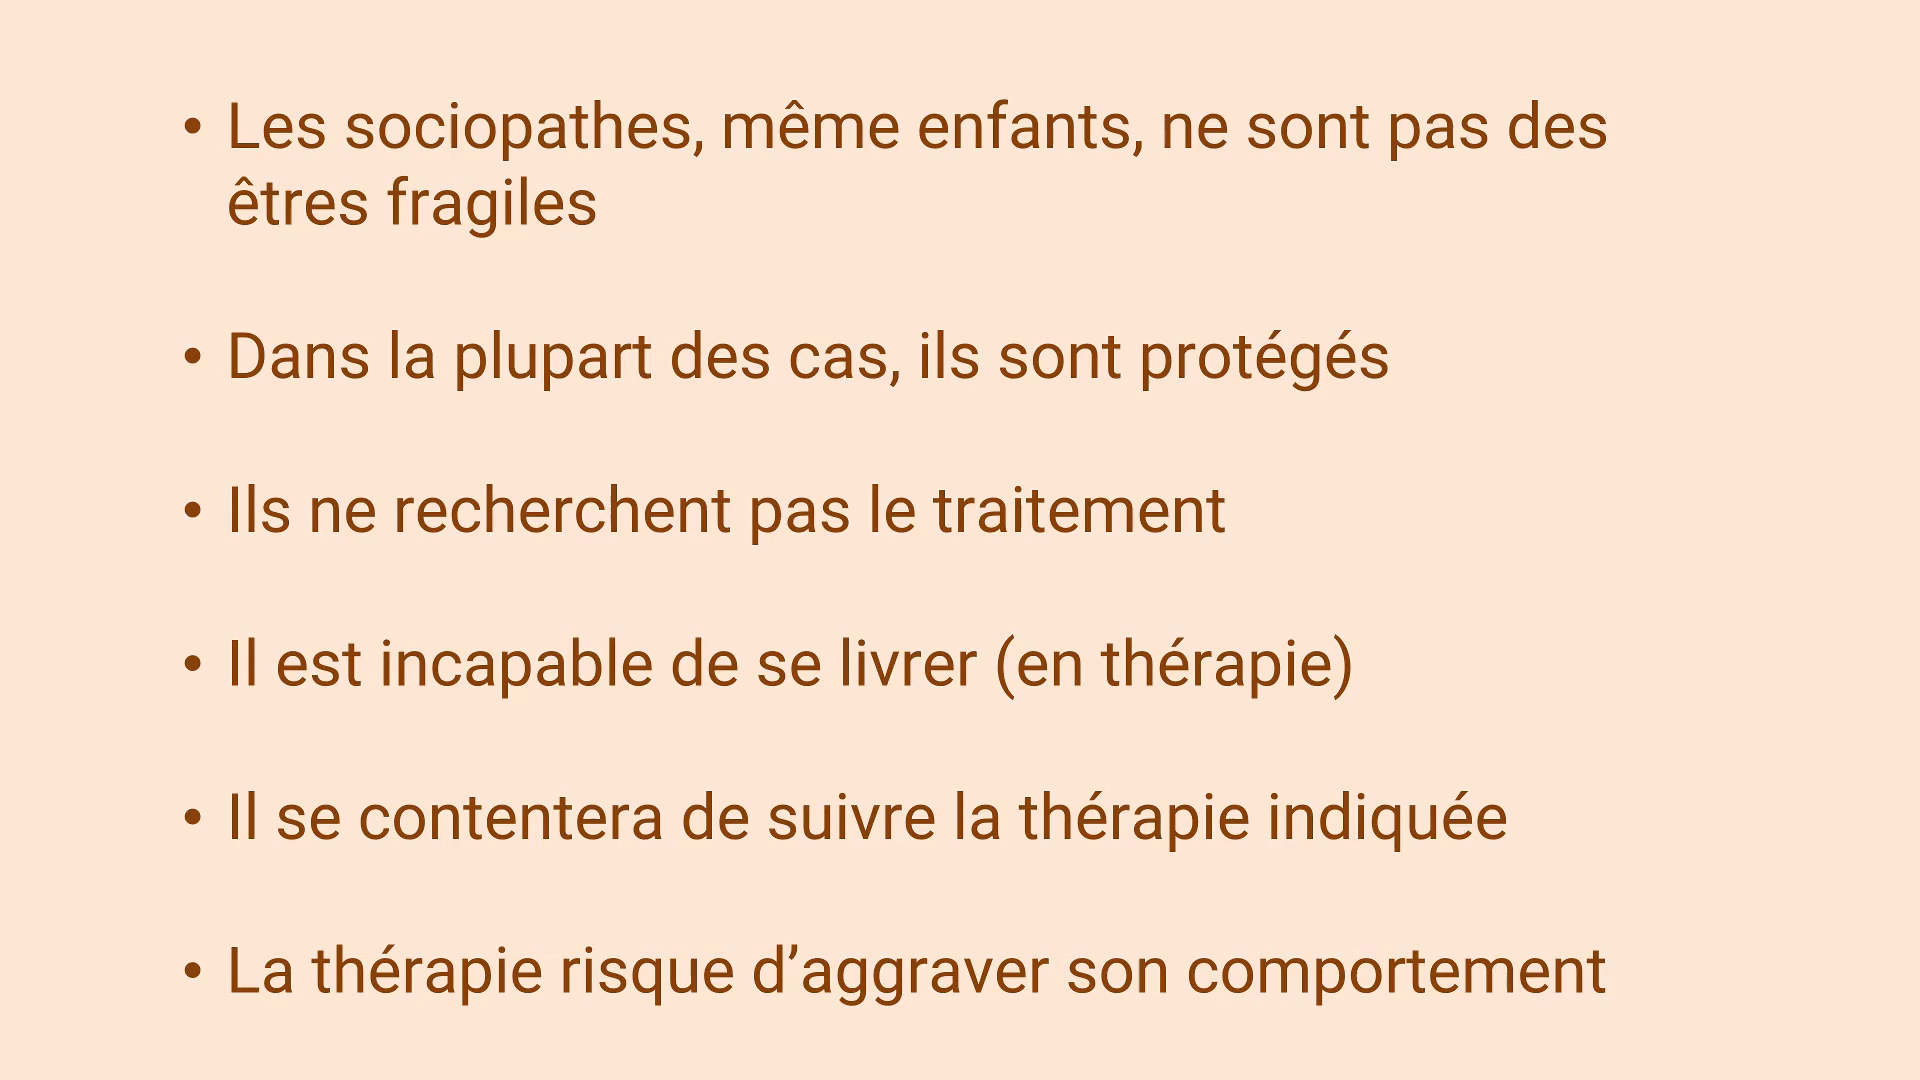 • Les sociopathes, même enfants, ne sont pas des
êtres fragiles
• Dans la plupart des cas, ils sont protégés
• Ils ne recherchent pas le traitement
• Il est incapable de se livrer (en thérapie)
• Il se contentera de suivre la thérapie indiquée
• La thérapie risque d’aggraver son comportement